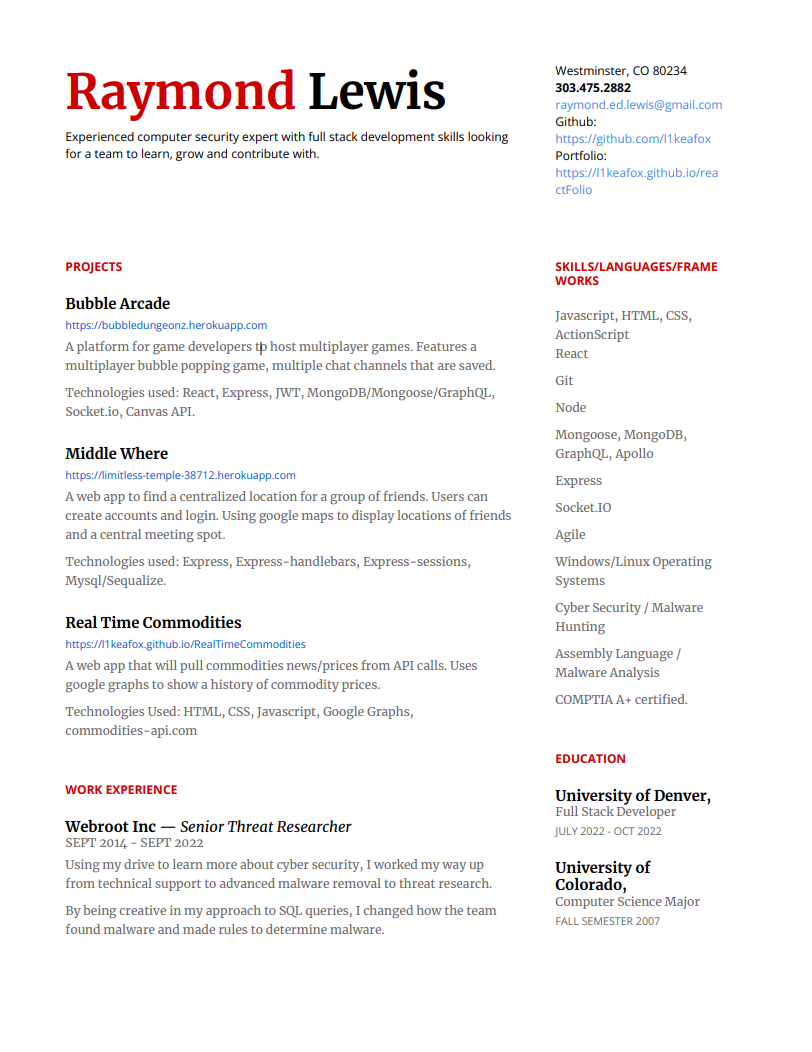 Raymond Lewis
Experienced computer security expert with full stack development skills looking
for a team to learn, grow and contribute with.
Westminster, CO 80234
303.475.2882
raymond.ed.lewis@gmail.com
Github:
https://github.com/l1keafox
Portfolio:
https://l1keafox.github.io/rea
ctFolio
PROJECTS
Bubble Arcade
https://bubbledungeonz.herokuapp.com
A platform for game developers to host multiplayer games. Features a
multiplayer bubble popping game, multiple chat channels that are saved.
Technologies used: React, Express, JWT, MongoDB/Mongoose/GraphQL,
Socket.io, Canvas API.
Middle Where
https://limitless-temple-38712.herokuapp.com
A web app to find a centralized location for a group of friends. Users can
create accounts and login. Using google maps to display locations of friends
and a central meeting spot.
Technologies used: Express, Express-handlebars, Express-sessions,
Mysql/Sequalize.
Real Time Commodities
https://l1keafox.github.io/RealTimeCommodities
A web app that will pull commodities news/prices from API calls. Uses
google graphs to show a history of commodity prices.
Technologies Used: HTML, CSS, Javascript, Google Graphs,
commodities-api.com
WORK EXPERIENCE
Webroot Inc — Senior Threat Researcher
SEPT 2014 - SEPT 2022
Using my drive to learn more about cyber security, I worked my way up
from technical support to advanced malware removal to threat research.
By being creative in my approach to SQL queries, I changed how the team
found malware and made rules to determine malware.
SKILLS/LANGUAGES/FRAME
WORKS
Javascript, HTML, CSS,
ActionScript
React
Git
Node
Mongoose, MongoDB,
GraphQL, Apollo
Express
Socket.IO
Agile
Windows/Linux Operating
Systems
Cyber Security / Malware
Hunting
Assembly Language /
Malware Analysis
COMPTIA A+ certified.
EDUCATION
University of Denver,
Full Stack Developer
JULY 2022 - OCT 2022
University of
Colorado,
Computer Science Major
FALL SEMESTER 2007